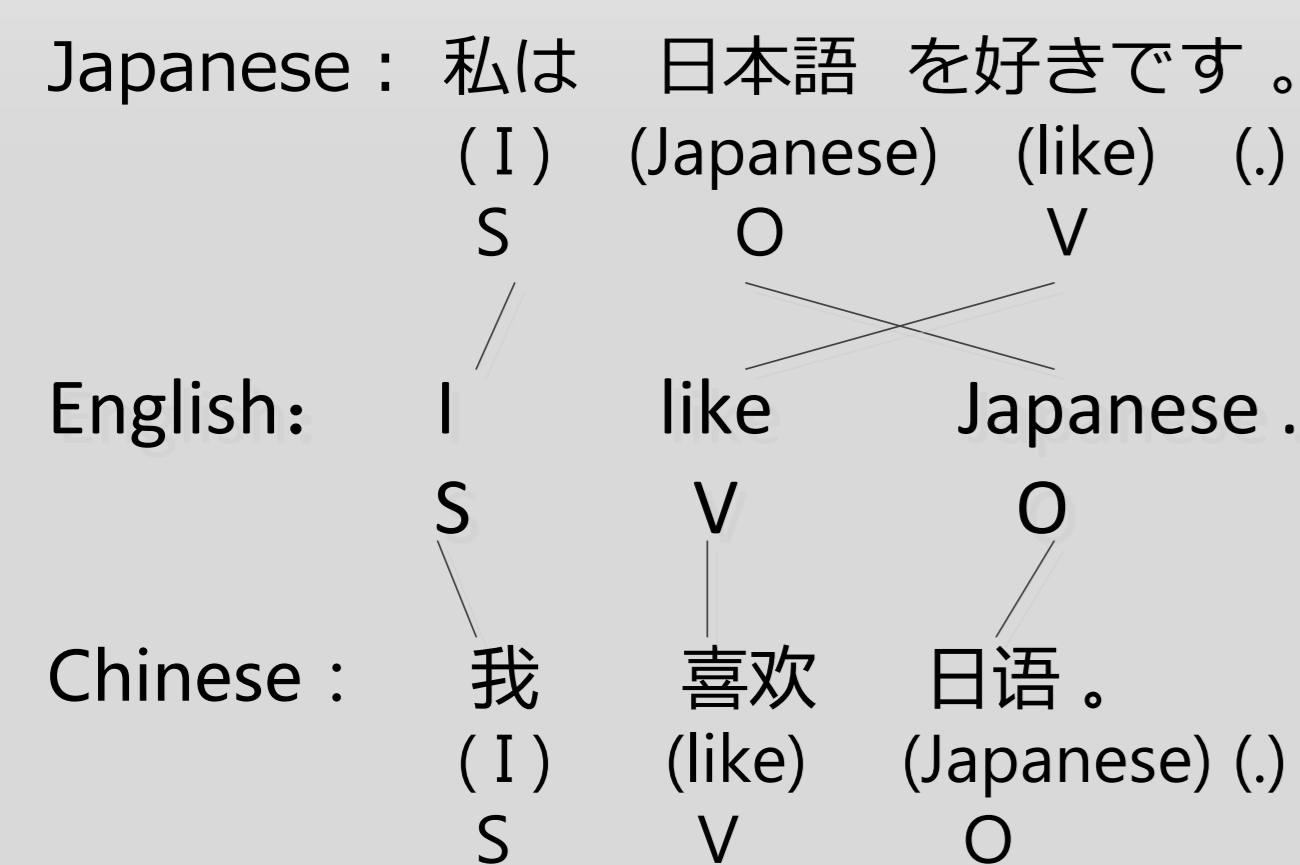 Japanese : 私は 日本語 を好きです 。
( I ) (Japanese) (like) (.)
S O V
English： I like Japanese .
S V O
Chinese : 我 喜欢 日语 。
( I ) (like) (Japanese) (.)
S V O